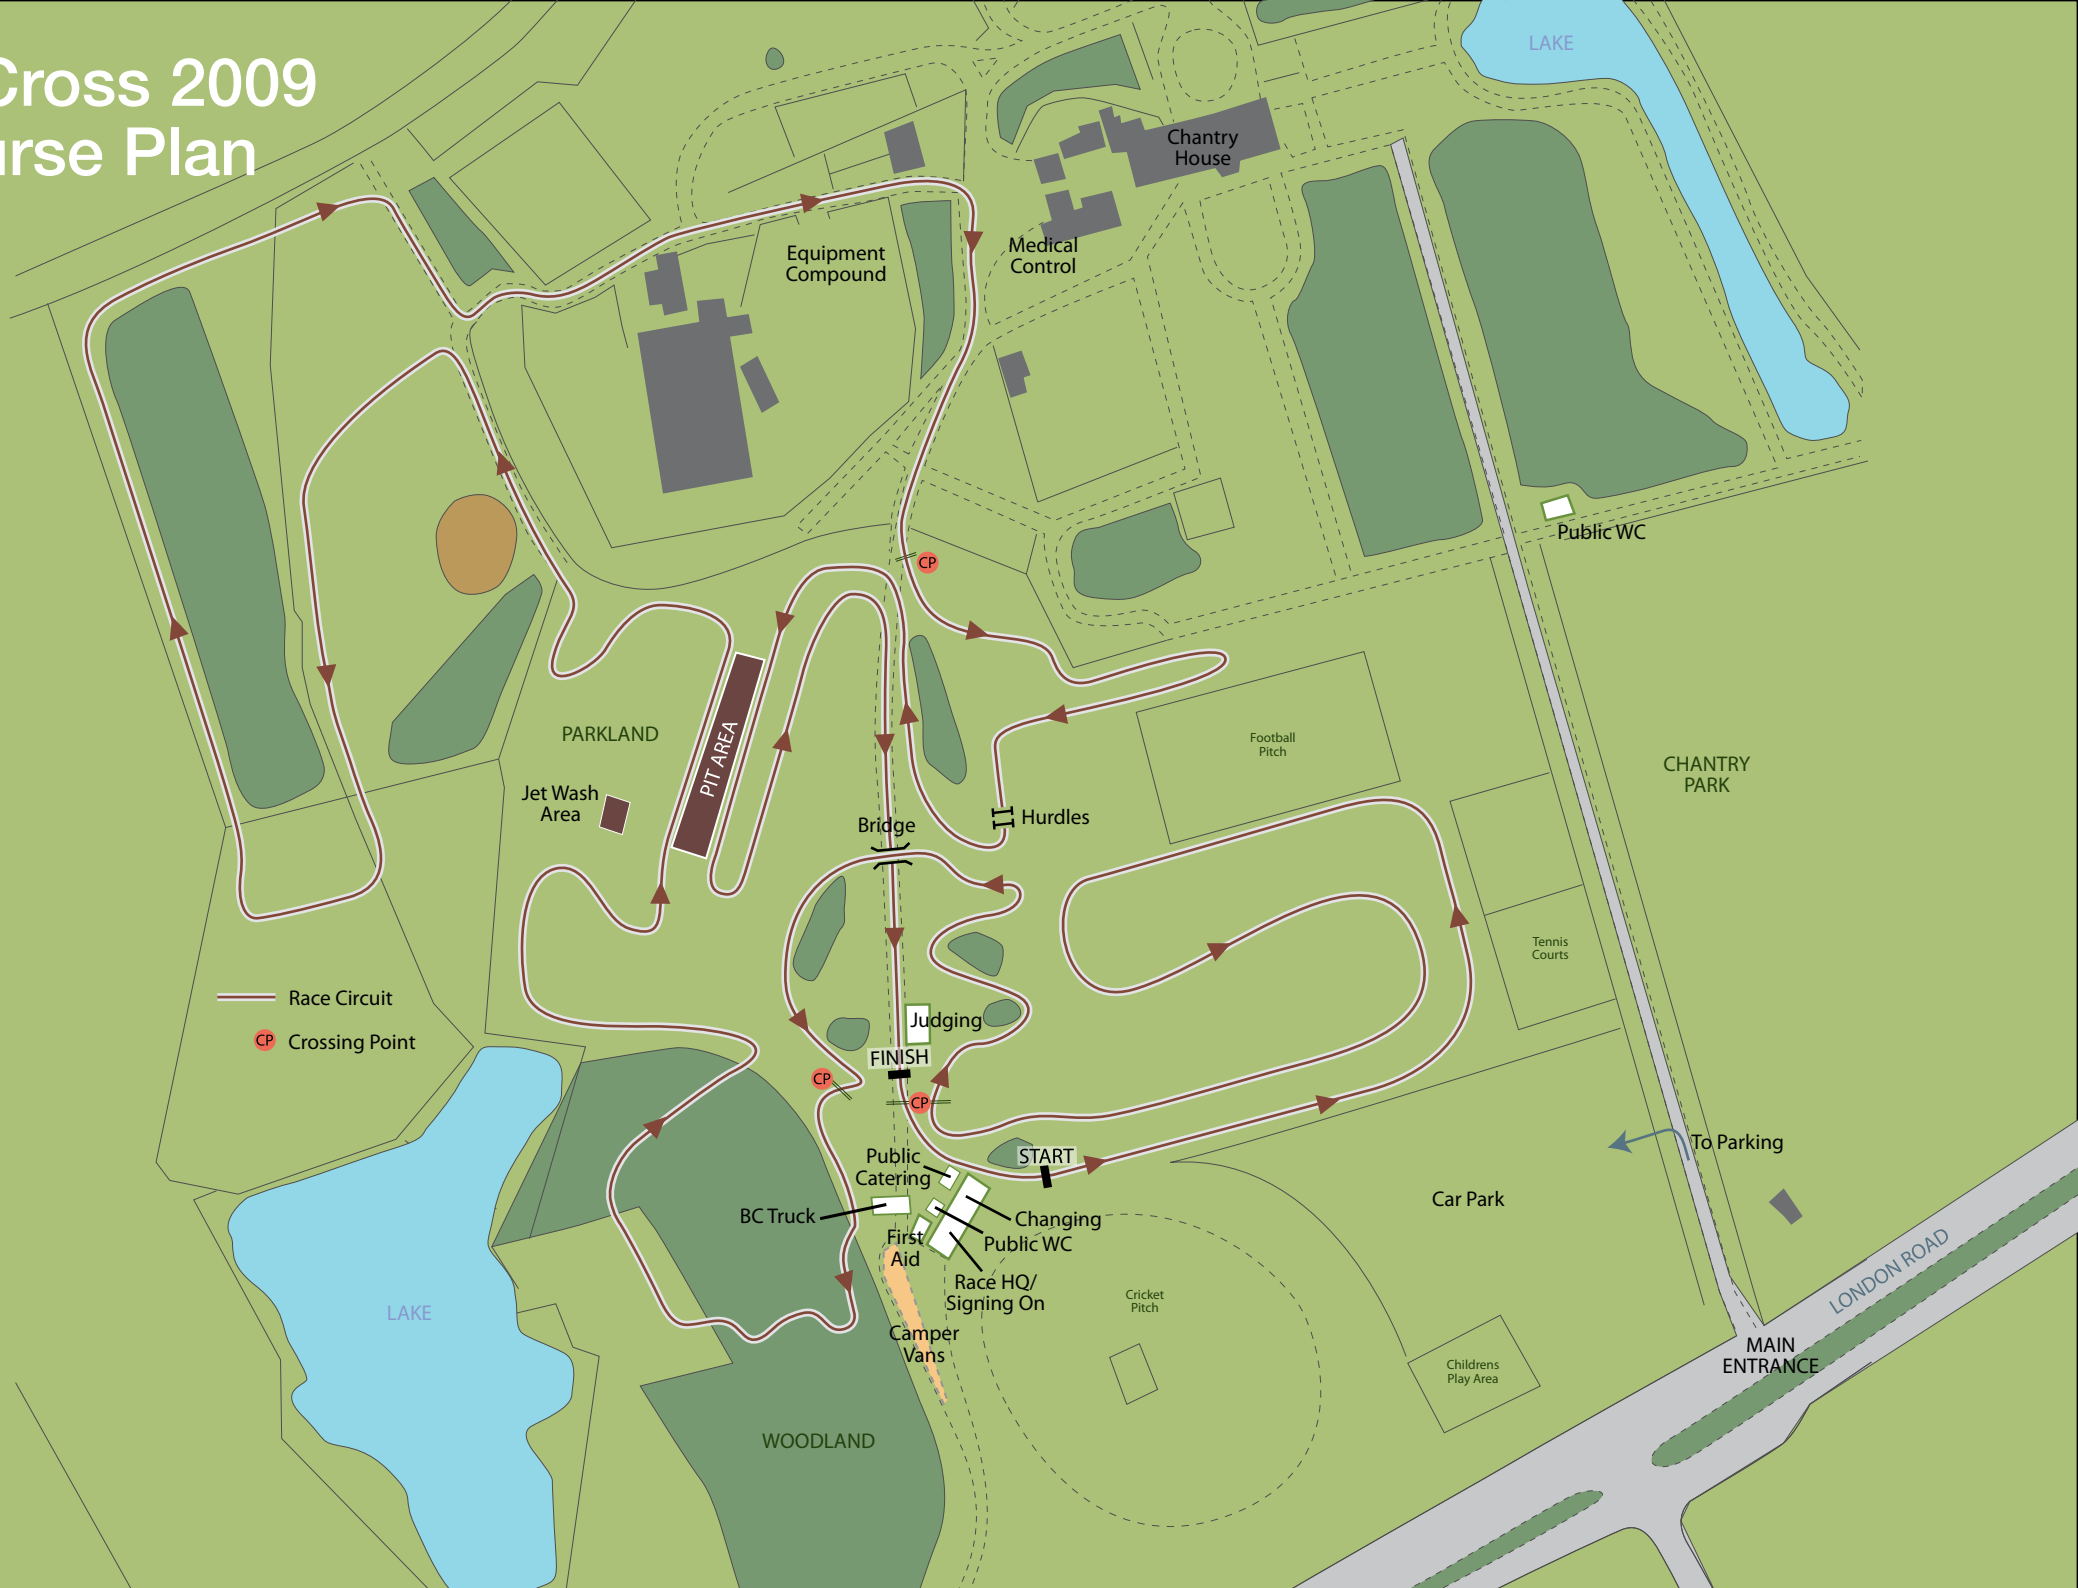 Cross 2009
urse Plan
LAKE
Chantry
House
Equipment
Compound
Medical
Control
CP
Public WC
PARKLAND
PIT AREA
Football
Pitch
CHANTRY
PARK
Jet Wash
Area
Bridge
Hurdles
Tennis
Courts
Race Circuit
CP
Crossing Point
Judging
FINISH
CP
CP
START
To Parking
Public
Catering
Car Park
BC Truck
Changing
Public WC
First
Aid
Race HQ/
Signing On
LONDON ROAD
LAKE
Cricket
Pitch
Camper
Vans
MAIN
ENTRANCE
Childrens
Play Area
WOODLAND